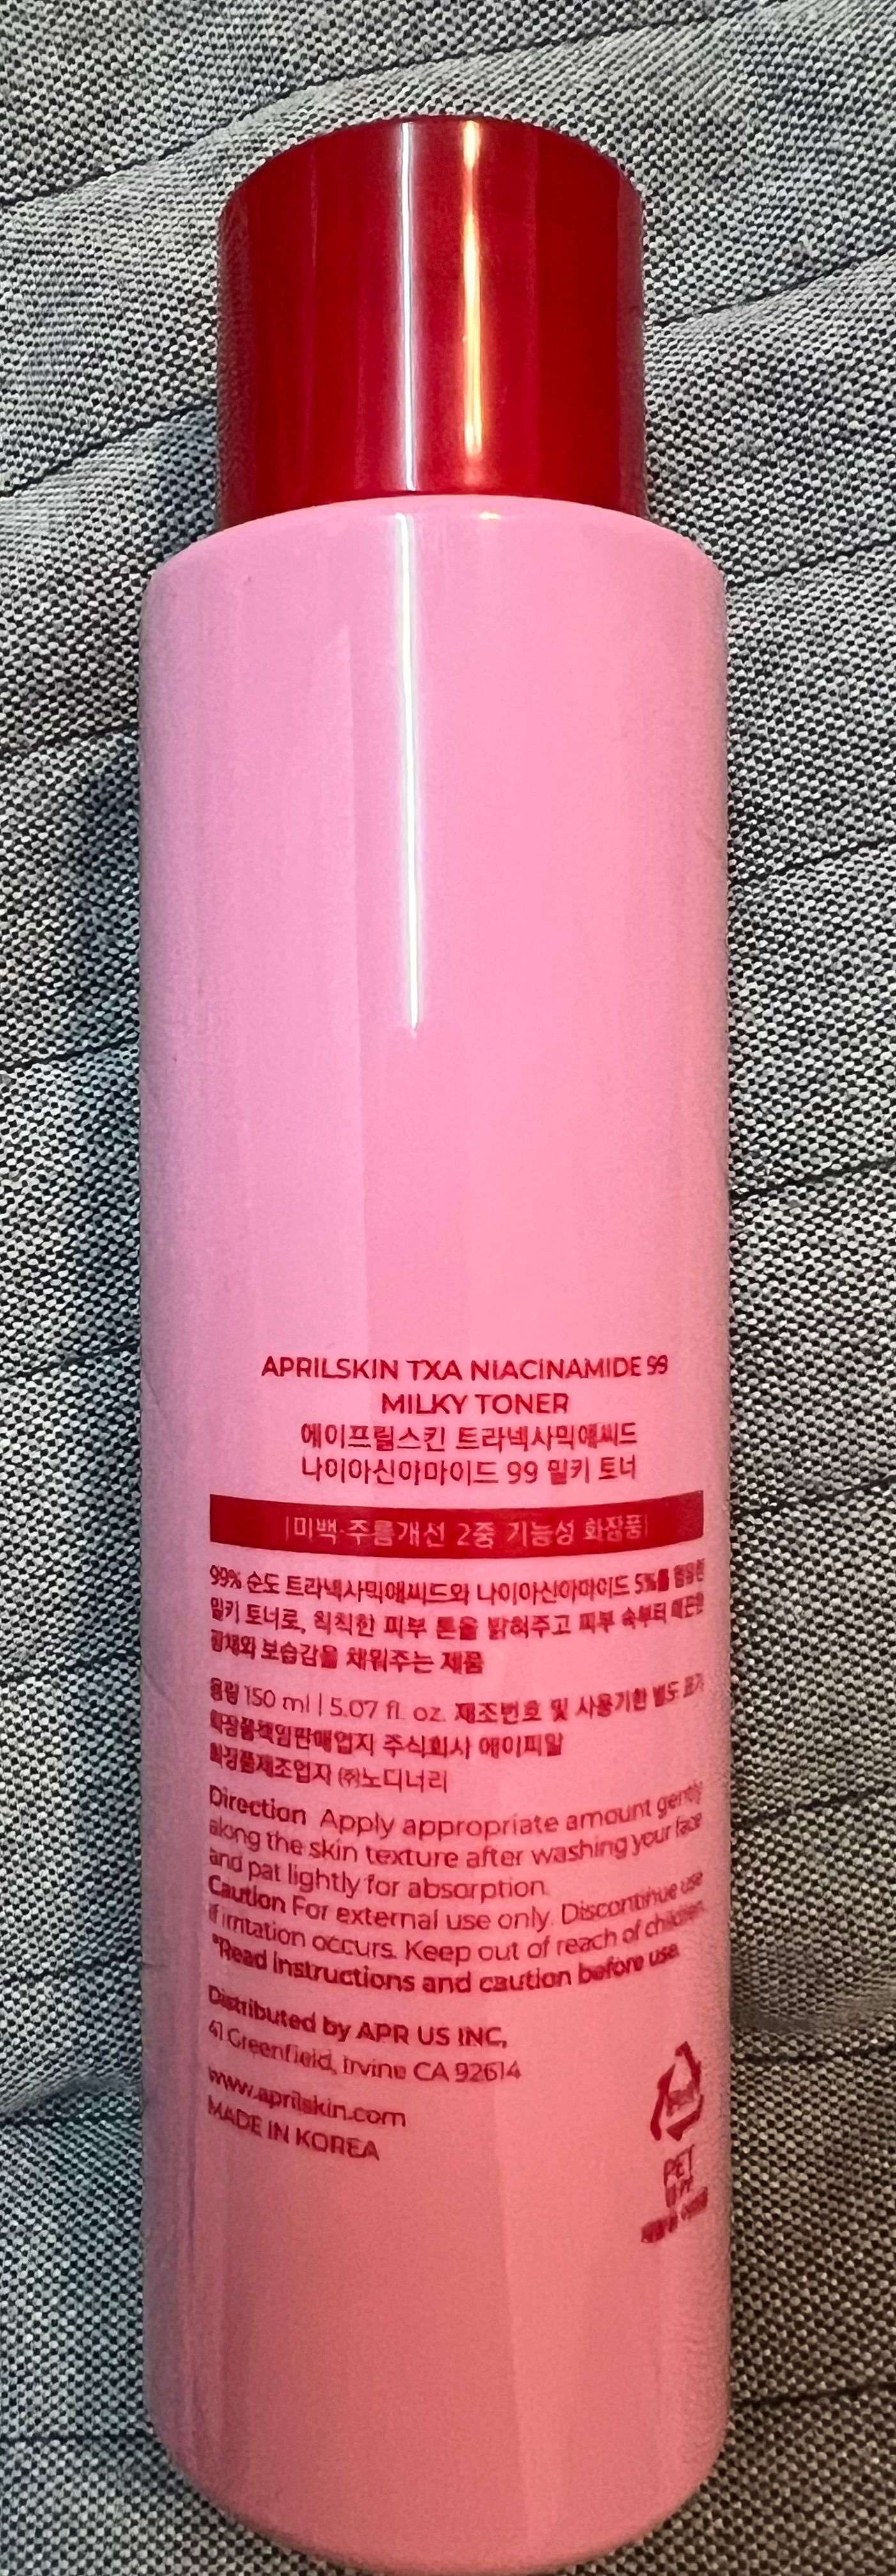 APRILSKIN TXA NIACINAMIDE 99
MILKY TONER
에이프릴스킨 트라넥사믹애씨드
나이아신아마이드 99 밀키 토너
|미백·주름개선 2중 기능성 화장품|
99% 순도 트라넥사믹애씨드와 나이아신아마이드 5%를 함유한
밀키 토너로, 칙칙한 피부 톤을 밝혀주고 피부 속부터
광채와 보습감을 채워주는 제품
용량 150 ml | 5.07 fl. oz. 제조번호 및 사용기한 별도 표기
화장품책임판매업자 주식회사 에이피알
화장품제조업자 ㈜노디너리
Direction Apply appropriate amount gently
along the skin texture after washing your face
and pat lightly for absorption.
Caution For external use only. Discontinue use
if irritation occurs. Keep out of reach of children.
*Read instructions and caution before use.
Distributed by APR US INC,
41 Greenfield, Irvine CA 92614
www.aprilskin.com
MADE IN KOREA
PET